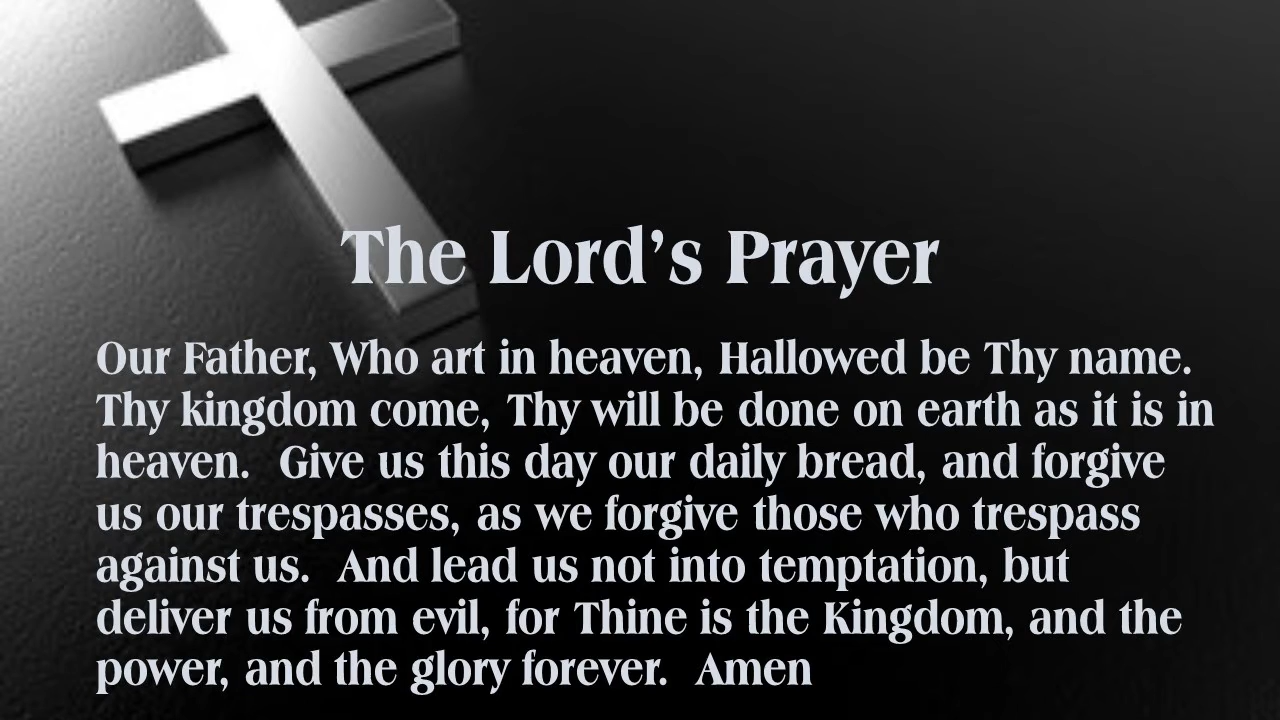 The Lord’s Prayer
Our Father, Who art in heaven, Hallowed be Thy name.
Thy kingdom come, Thy will be done on earth as it is in
heaven.  Give us this day our daily bread, and forgive
us our trespasses, as we forgive those who trespass
against us.  And lead us not into temptation, but
deliver us from evil, for Thine is the Kingdom, and the
power, and the glory forever.  Amen